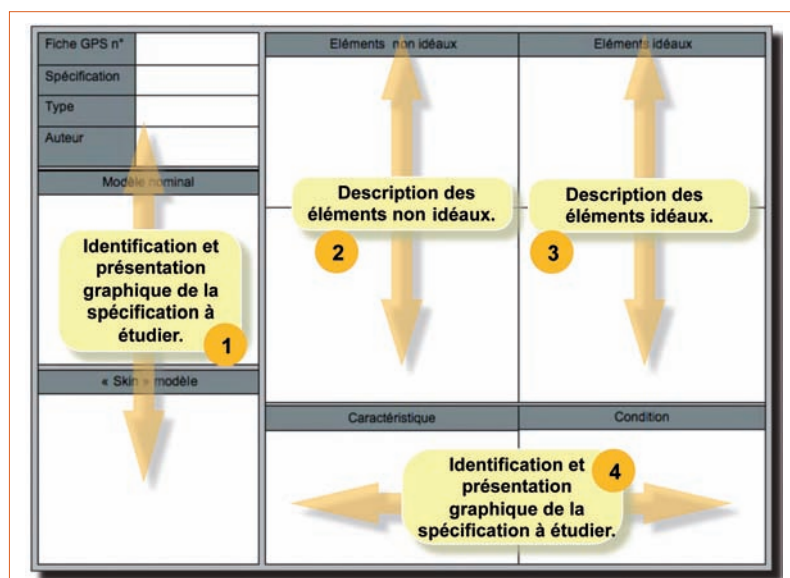 Fiche GPS n°
Spécification
Type
Auteur
Modèle nominal
Identification et
présentation
graphique de la
spécification à
étudier.
1
« Skin » modèle
Eléments non idéaux
Description des
éléments non idéaux.
2
Eléments idéaux
Description des
éléments idéaux.
3
Caractéristique
Condition
Identification et
présentation
graphique de la
spécification à étudier.
4